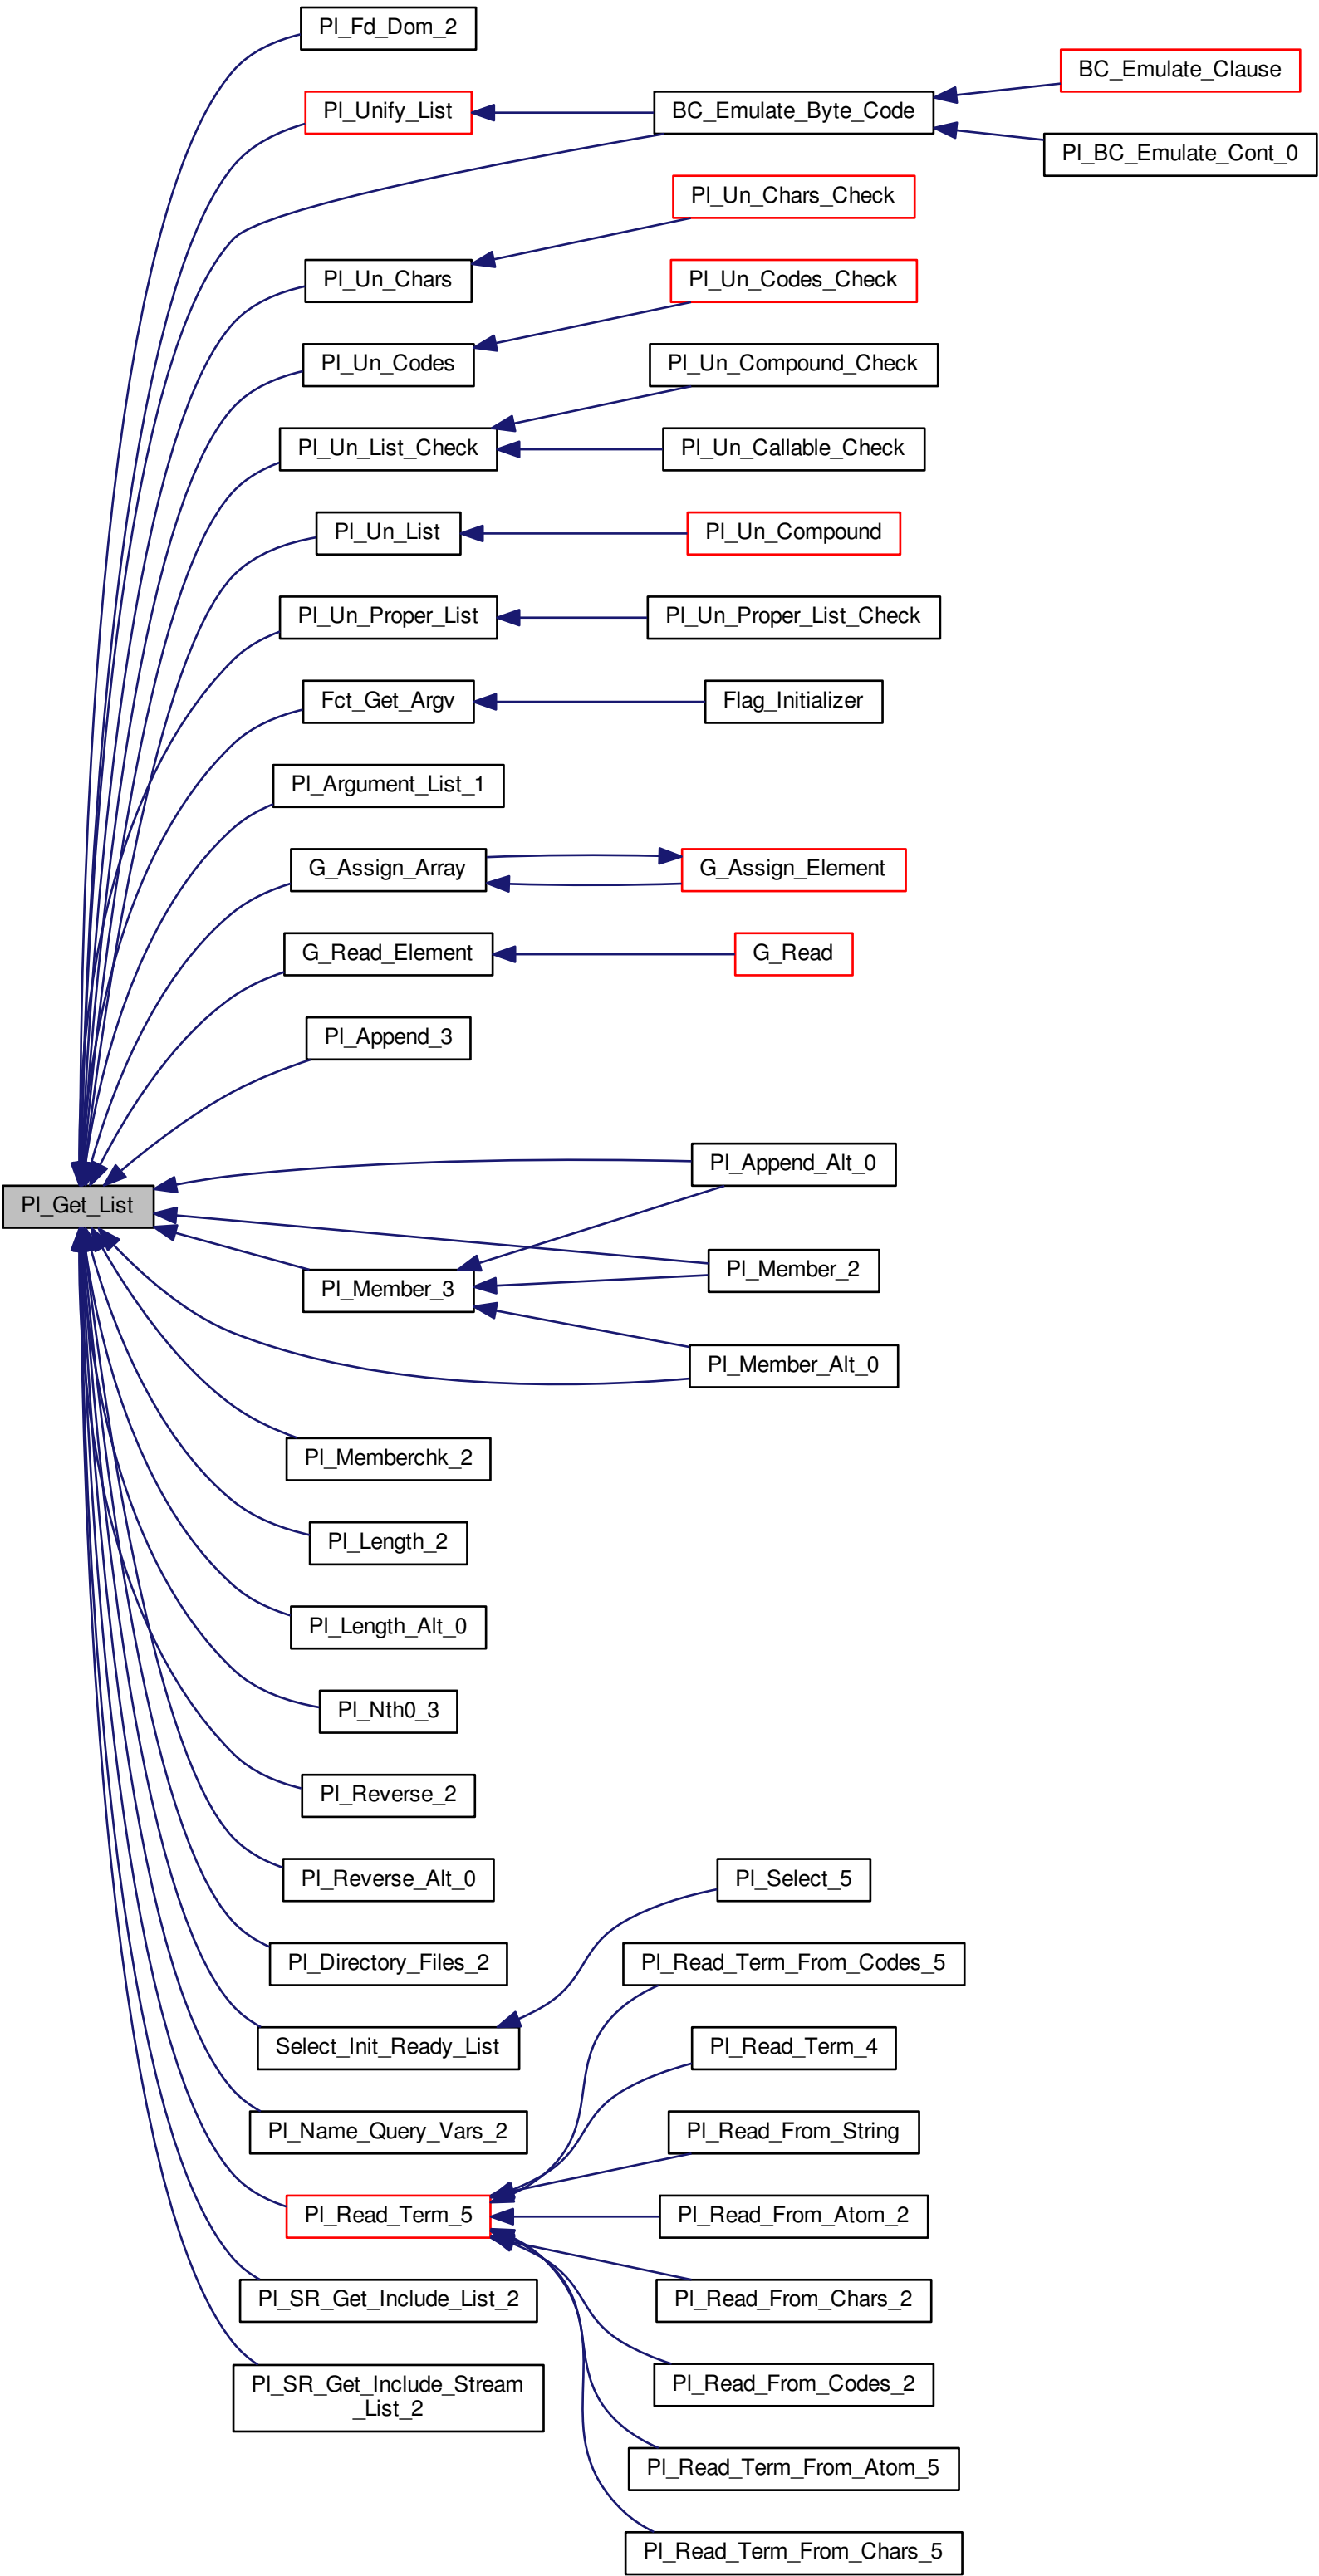 Pl_Fd_Dom_2
BC_Emulate_Clause
Pl_Unify_List
BC_Emulate_Byte_Code
Pl_BC_Emulate_Cont_0
Pl_Un_Chars_Check
Pl_Un_Chars
Pl_Un_Codes_Check
Pl_Un_Codes
Pl_Un_Compound_Check
Pl_Un_List_Check
Pl_Un_Callable_Check
Pl_Un_List
Pl_Un_Compound
Pl_Un_Proper_List
Pl_Un_Proper_List_Check
Fct_Get_Argv
Flag_Initializer
Pl_Argument_List_1
G_Assign_Array
G_Assign_Element
G_Read_Element
G_Read
Pl_Append_3
Pl_Append_Alt_0
Pl_Get_List
Pl_Member_2
Pl_Member_3
Pl_Member_Alt_0
Pl_Memberchk_2
Pl_Length_2
Pl_Length_Alt_0
Pl_Nth0_3
Pl_Reverse_2
Pl_Reverse_Alt_0
Pl_Select_5
Pl_Directory_Files_2
Pl_Read_Term_From_Codes_5
Select_Init_Ready_List
Pl_Read_Term_4
Pl_Name_Query_Vars_2
Pl_Read_From_String
Pl_Read_Term_5
Pl_Read_From_Atom_2
Pl_SR_Get_Include_List_2
Pl_Read_From_Chars_2
Pl_SR_Get_Include_Stream
_List_2
Pl_Read_From_Codes_2
Pl_Read_Term_From_Atom_5
Pl_Read_Term_From_Chars_5